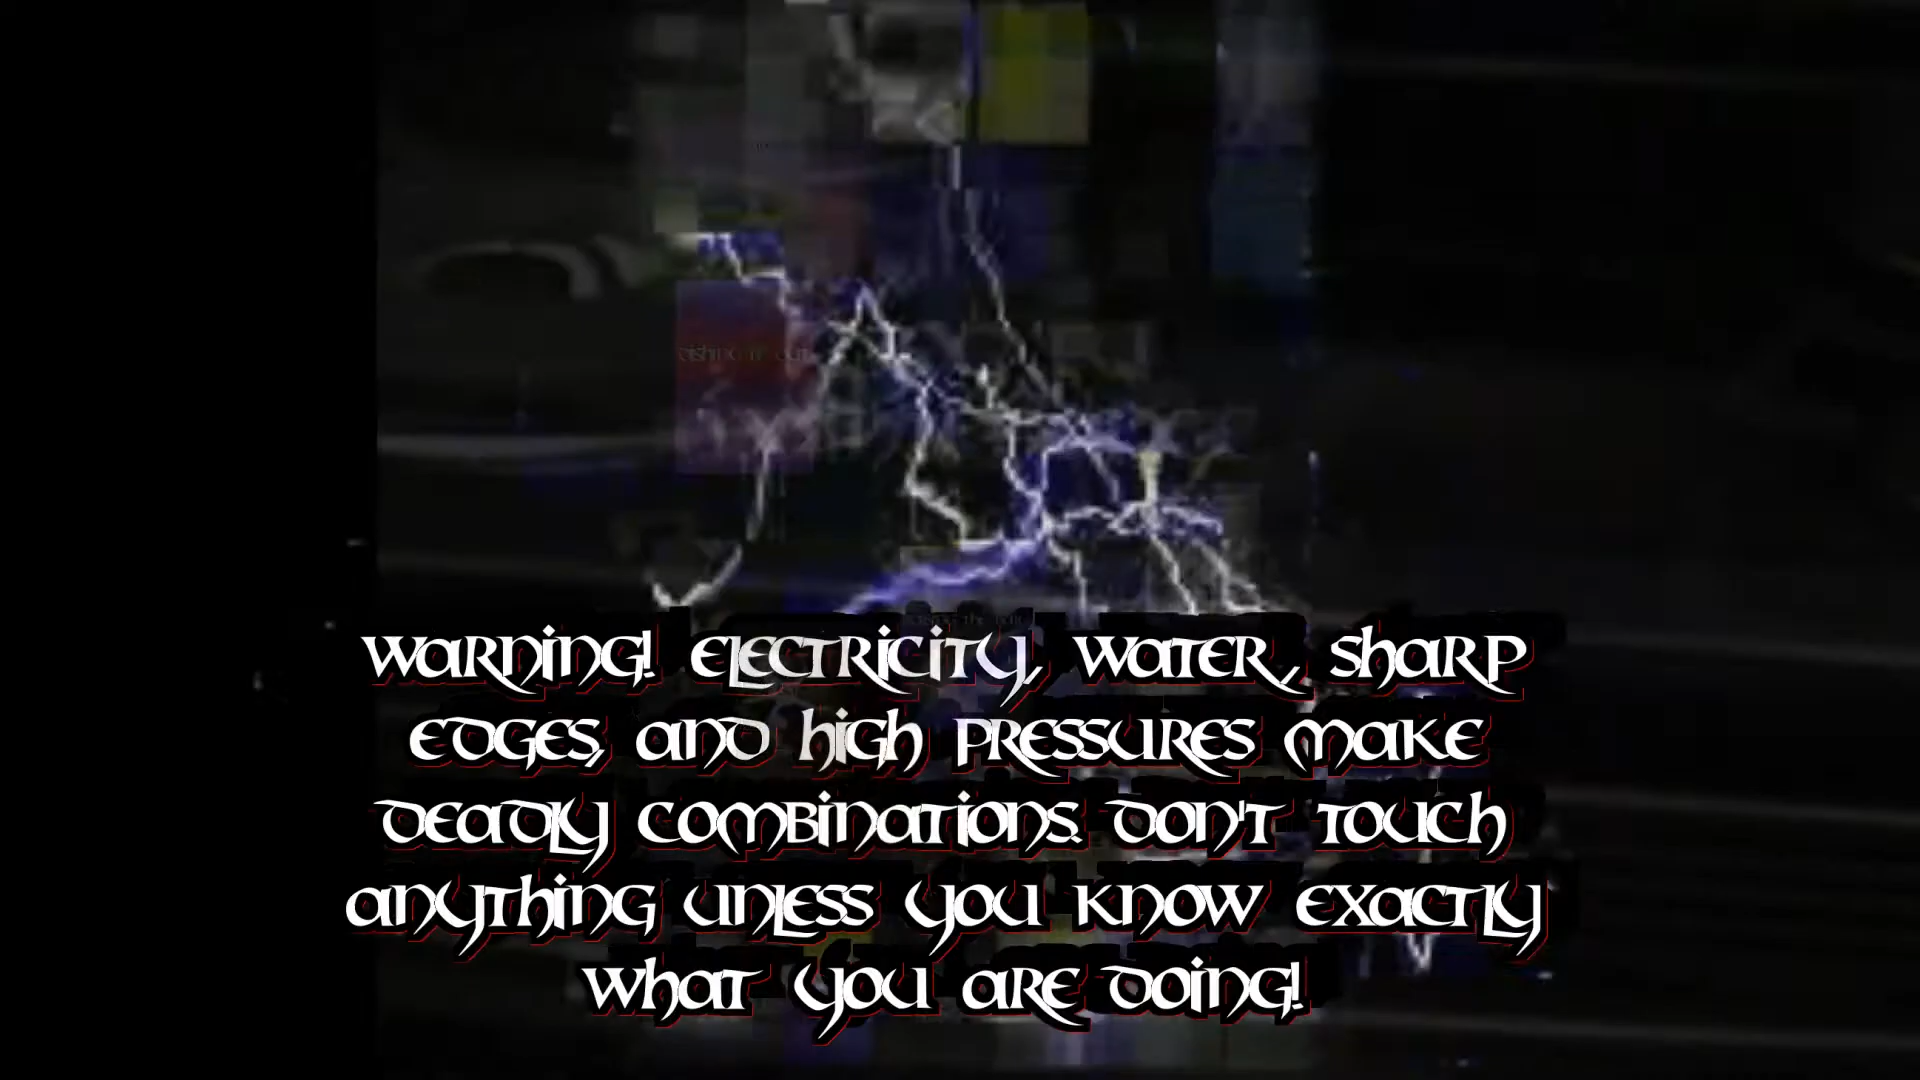 Warning! Electricity, water, sharp
edges, and high pressures make
deadly combinations. Don't touch
anything unless you know exactly
what you are doing!